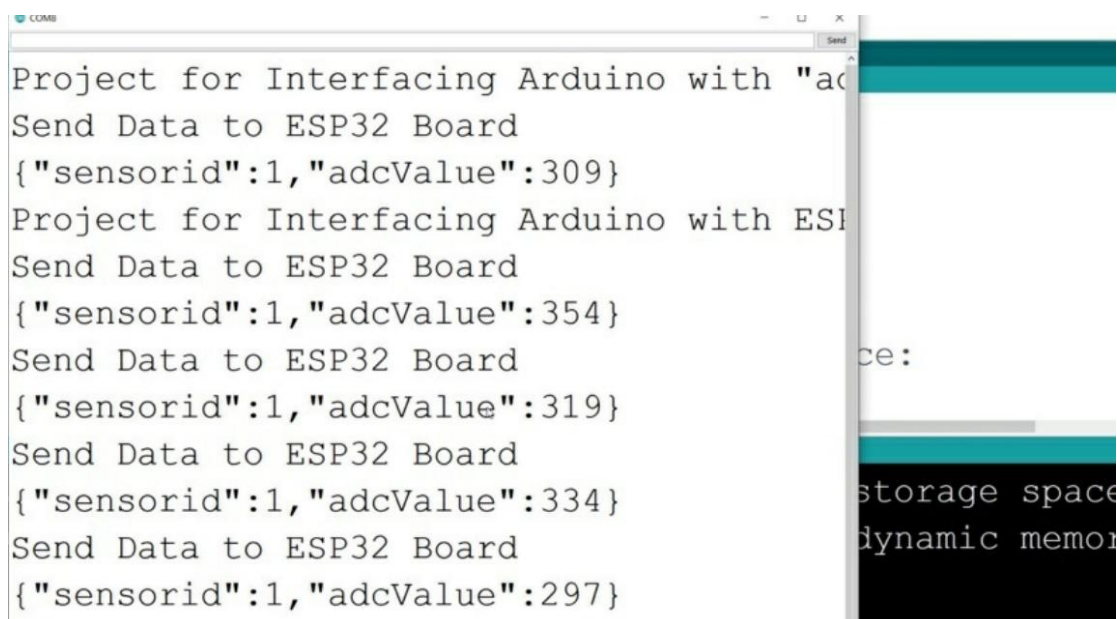 Send
Project for Interfacing Arduino with "ad
Send Data to ESP32 Board
{"sensorid":1,"adcValue":309}
Project for Interfacing Arduino with ESP
Send Data to ESP32 Board
{"sensorid":1,"adcValue":354}
Send Data to ESP32 Board
{"sensorid":1,"adcValue":319}
Send Data to ESP32 Board
{"sensorid":1,"adcValue":334}
Send Data to ESP32 Board
{"sensorid":1,"adcValue":297}
ce:
storage space
dynamic memor